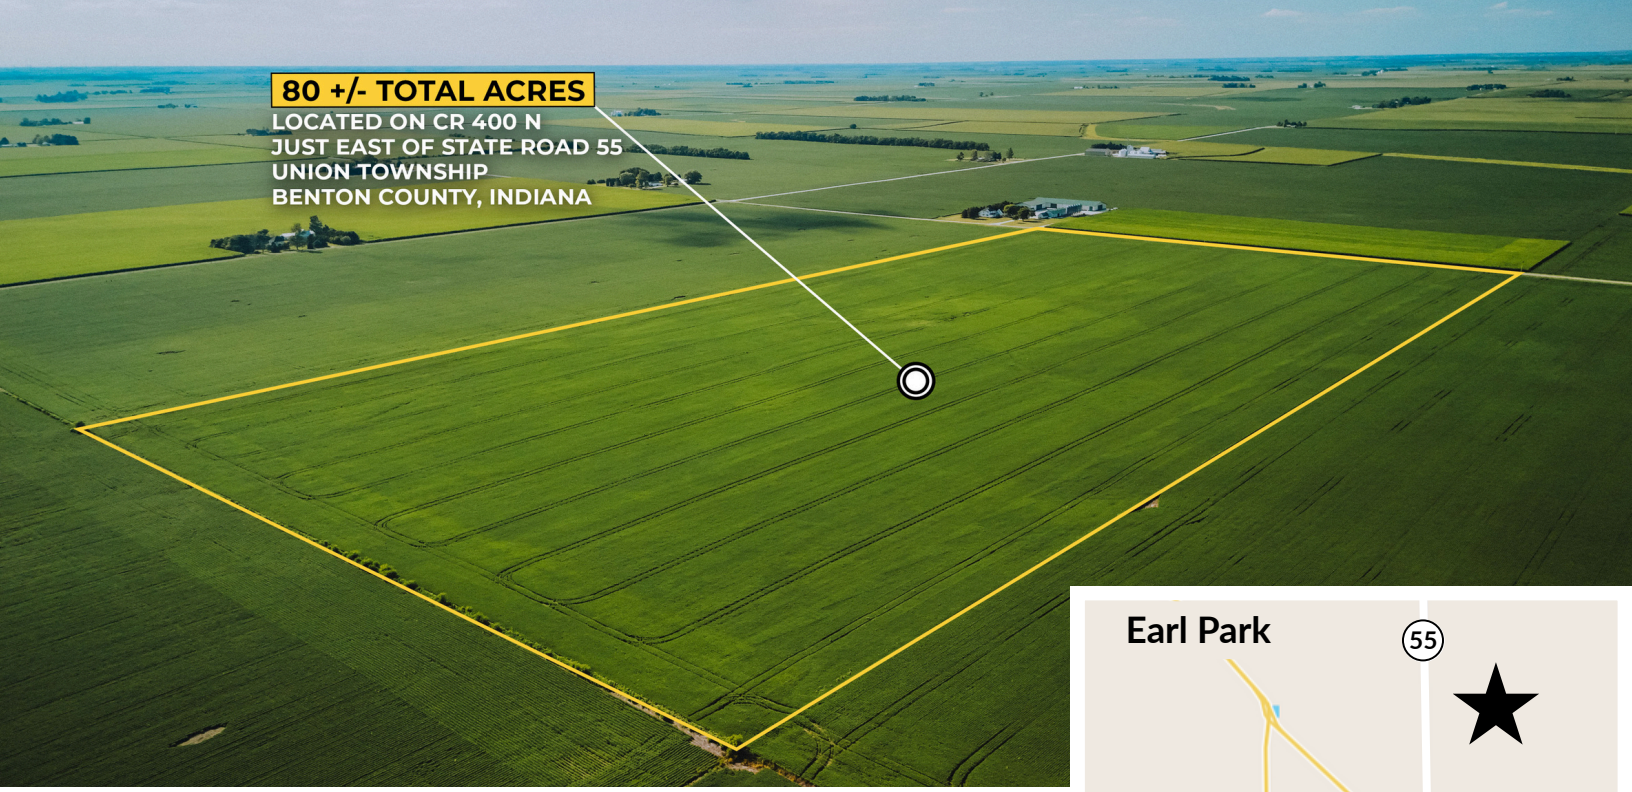 80 +/- TOTAL ACRES
LOCATED ON CR 400 N
JUST EAST OF STATE ROAD 55
UNION TOWNSHIP
BENTON COUNTY, INDIANA
Earl Park
55